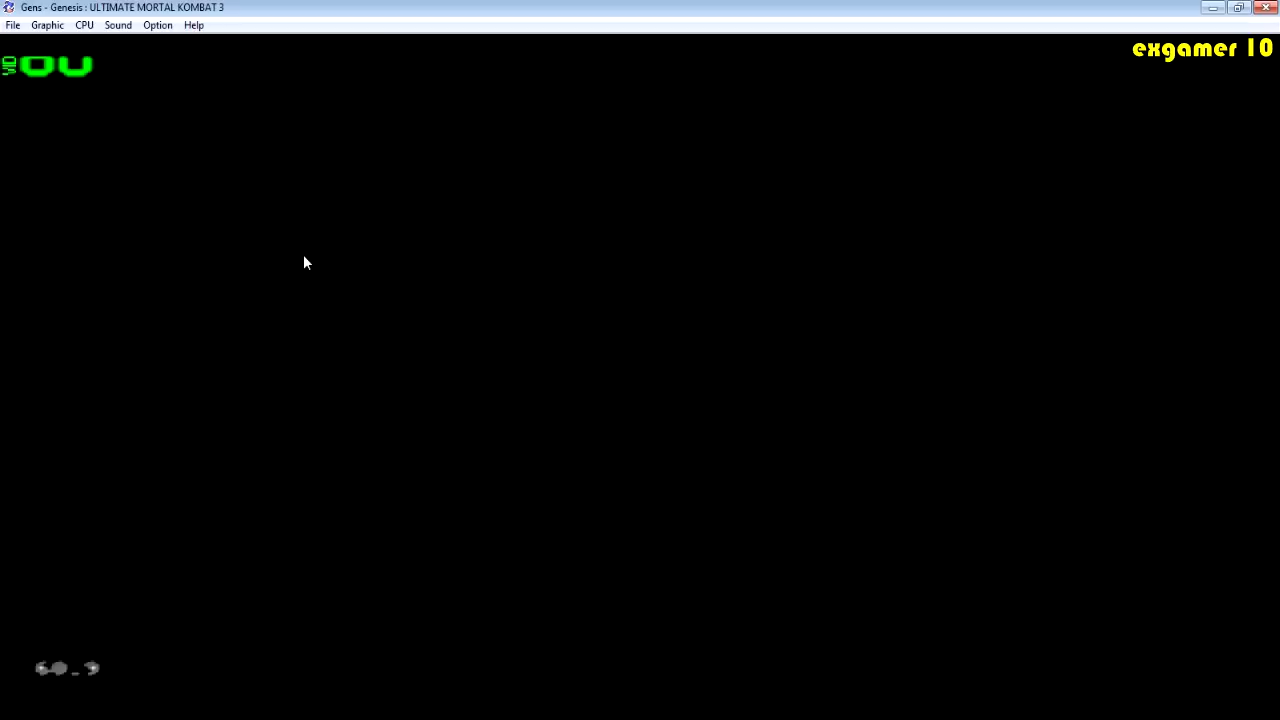 Gens - Genesis : ULTIMATE MORTAL KOMBAT 3
File Graphic CPU Sound Option Help
exgamer 10